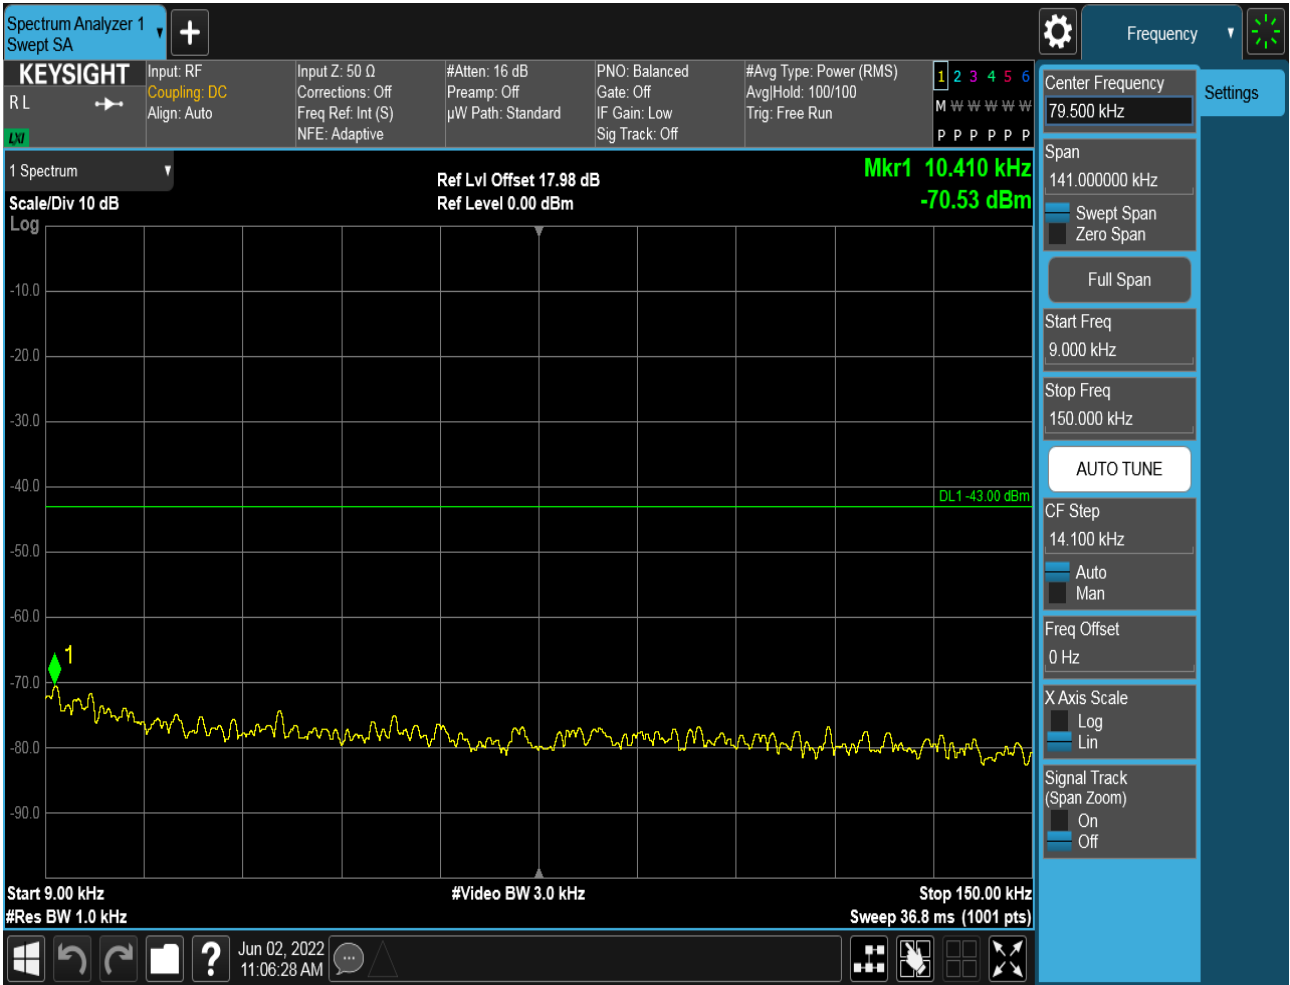 Spectrum Analyzer 1
Swept SA
+
Frequency
KEYSIGHT
R L
LXI
Input: RF
Coupling: DC
Align: Auto
Input Z: 50 Ω
Corrections: Off
Freq Ref: Int (S)
NFE: Adaptive
#Atten: 16 dB
Preamp: Off
µW Path: Standard
PNO: Balanced
Gate: Off
IF Gain: Low
Sig Track: Off
#Avg Type: Power (RMS)
Avg|Hold: 100/100
Trig: Free Run
1 2 3 4 5 6
M W W W W W
P P P P P P
1 Spectrum
Scale/Div 10 dB
Log
Ref Lvl Offset 17.98 dB
Ref Level 0.00 dBm
Mkr1 10.410 kHz
-70.53 dBm
-10.0
-20.0
-30.0
-40.0
DL1 -43.00 dBm
-50.0
-60.0
1
-70.0
-80.0
-90.0
Start 9.00 kHz
#Video BW 3.0 kHz
Stop 150.00 kHz
#Res BW 1.0 kHz
Sweep 36.8 ms (1001 pts)
?
Jun 02, 2022
11:06:28 AM
Center Frequency
79.500 kHz
Settings
Span
141.000000 kHz
Swept Span
Zero Span
Full Span
Start Freq
9.000 kHz
Stop Freq
150.000 kHz
AUTO TUNE
CF Step
14.100 kHz
Auto
Man
Freq Offset
0 Hz
X Axis Scale
Log
Lin
Signal Track
(Span Zoom)
On
Off